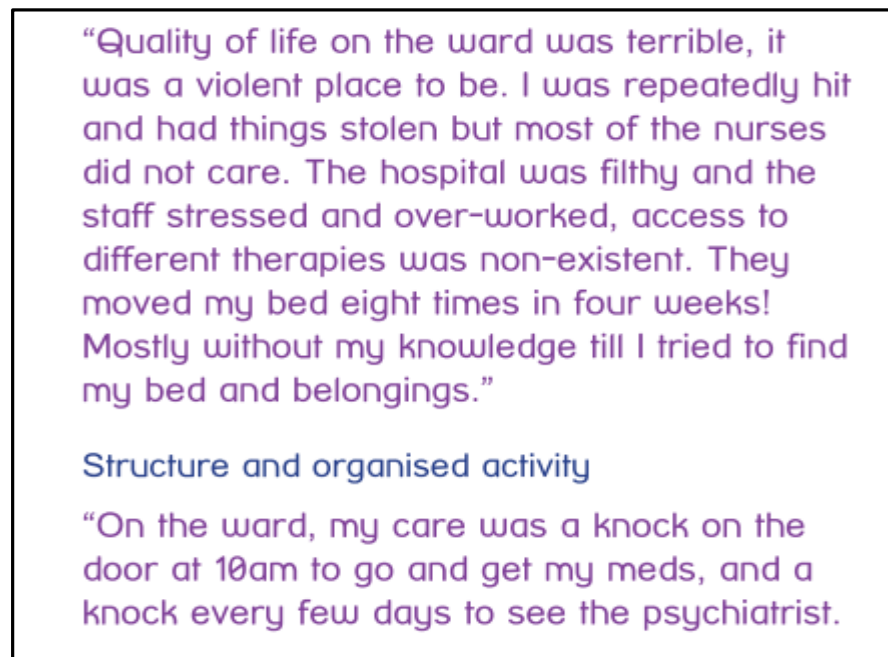 “Quality of life on the ward was terrible, it
was a violent place to be. I was repeatedly hit
and had things stolen but most of the nurses
did not care. The hospital was filthy and the
staff stressed and over-worked, access to
different therapies was non-existent. They
moved my bed eight times in four weeks!
Mostly without my knowledge till I tried to find
my bed and belongings.”
Structure and organised activity
“On the ward, my care was a knock on the
door at 10am to go and get my meds, and a
knock every few days to see the psychiatrist.